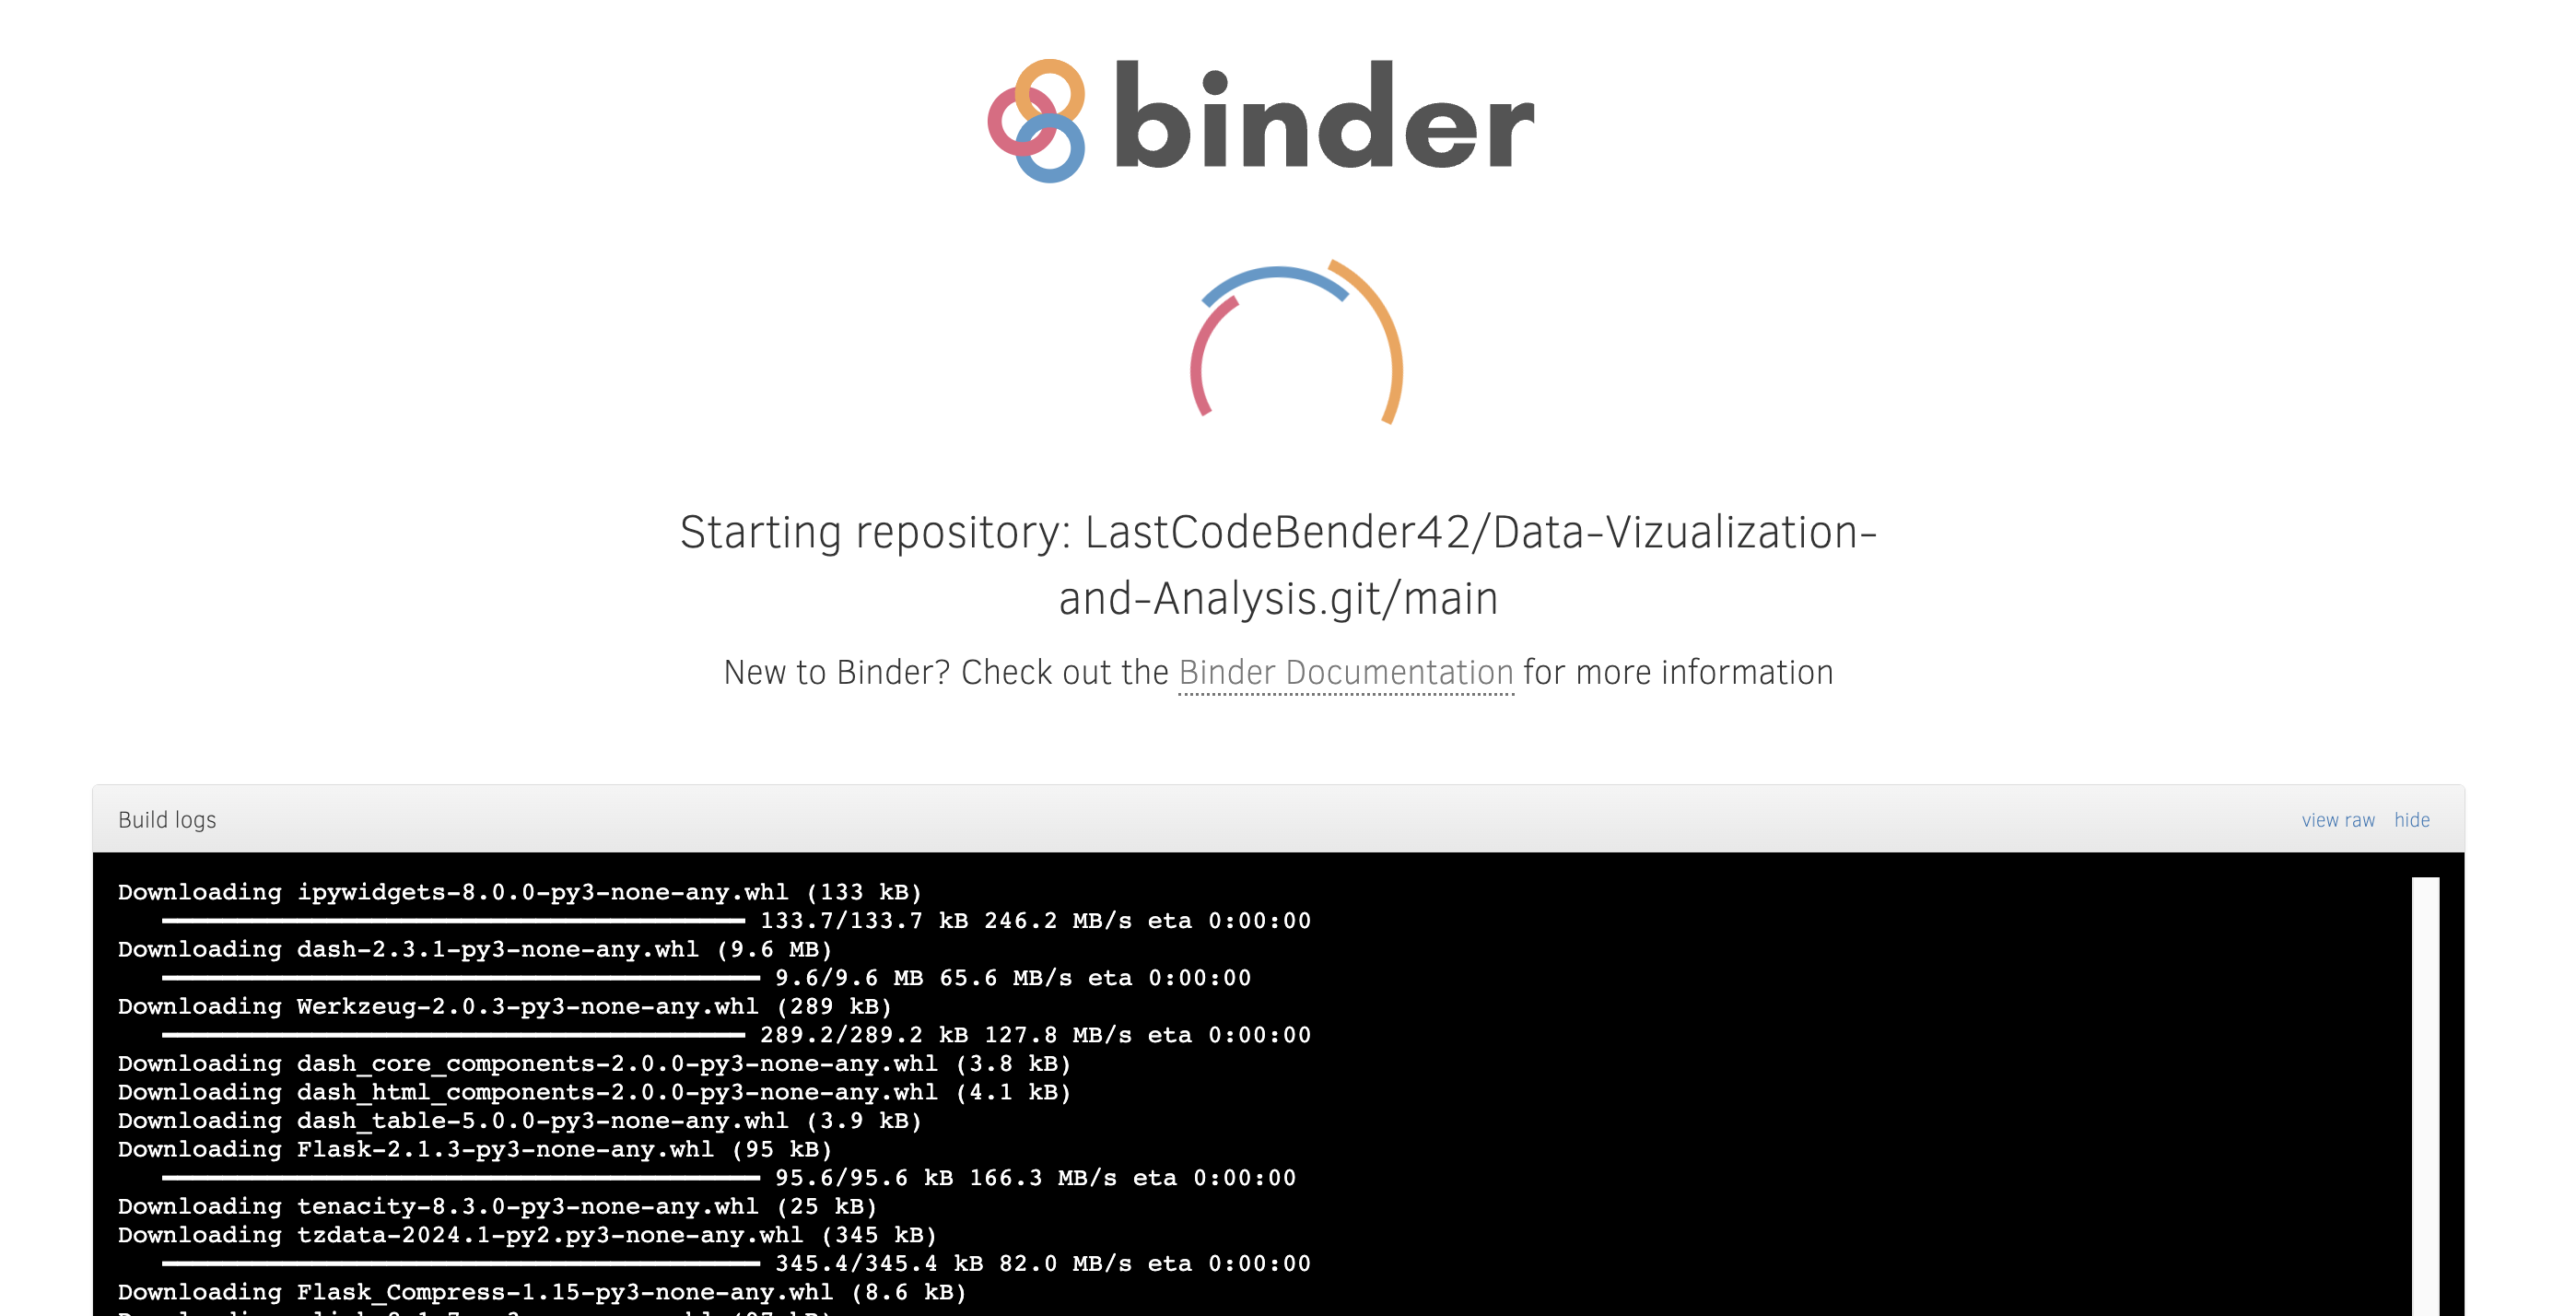 binder
Starting repository: LastCodeBender42/Data-Vizualization-
and-Analysis.git/main
New to Binder? Check out the Binder Documentation for more information
Build logs
view raw hide
Downloading ipywidgets-8.0.0-py3-none-any.whl (133 kB)
133.7/133.7 kB 246.2 MB/s eta 0:00:00
Downloading dash-2.3.1-py3-none-any.whl (9.6 MB)
9.6/9.6 MB 65.6 MB/s eta 0:00:00
Downloading Werkzeug-2.0.3-py3-none-any.whl (289 kB)
289.2/289.2 kB 127.8 MB/s eta 0:00:00
Downloading dash_core_components-2.0.0-py3-none-any.whl (3.8 kB)
Downloading dash_html_components-2.0.0-py3-none-any.whl (4.1 kB)
Downloading dash_table-5.0.0-py3-none-any.whl (3.9 kB)
Downloading Flask-2.1.3-py3-none-any.whl (95 kB)
95.6/95.6 kB 166.3 MB/s eta 0:00:00
Downloading tenacity-8.3.0-py3-none-any.whl (25 kB)
Downloading tzdata-2024.1-py2.py3-none-any.whl (345 kB)
345.4/345.4 kB 82.0 MB/s eta 0:00:00
Downloading Flask_Compress-1.15-py3-none-any.whl (8.6 kB)